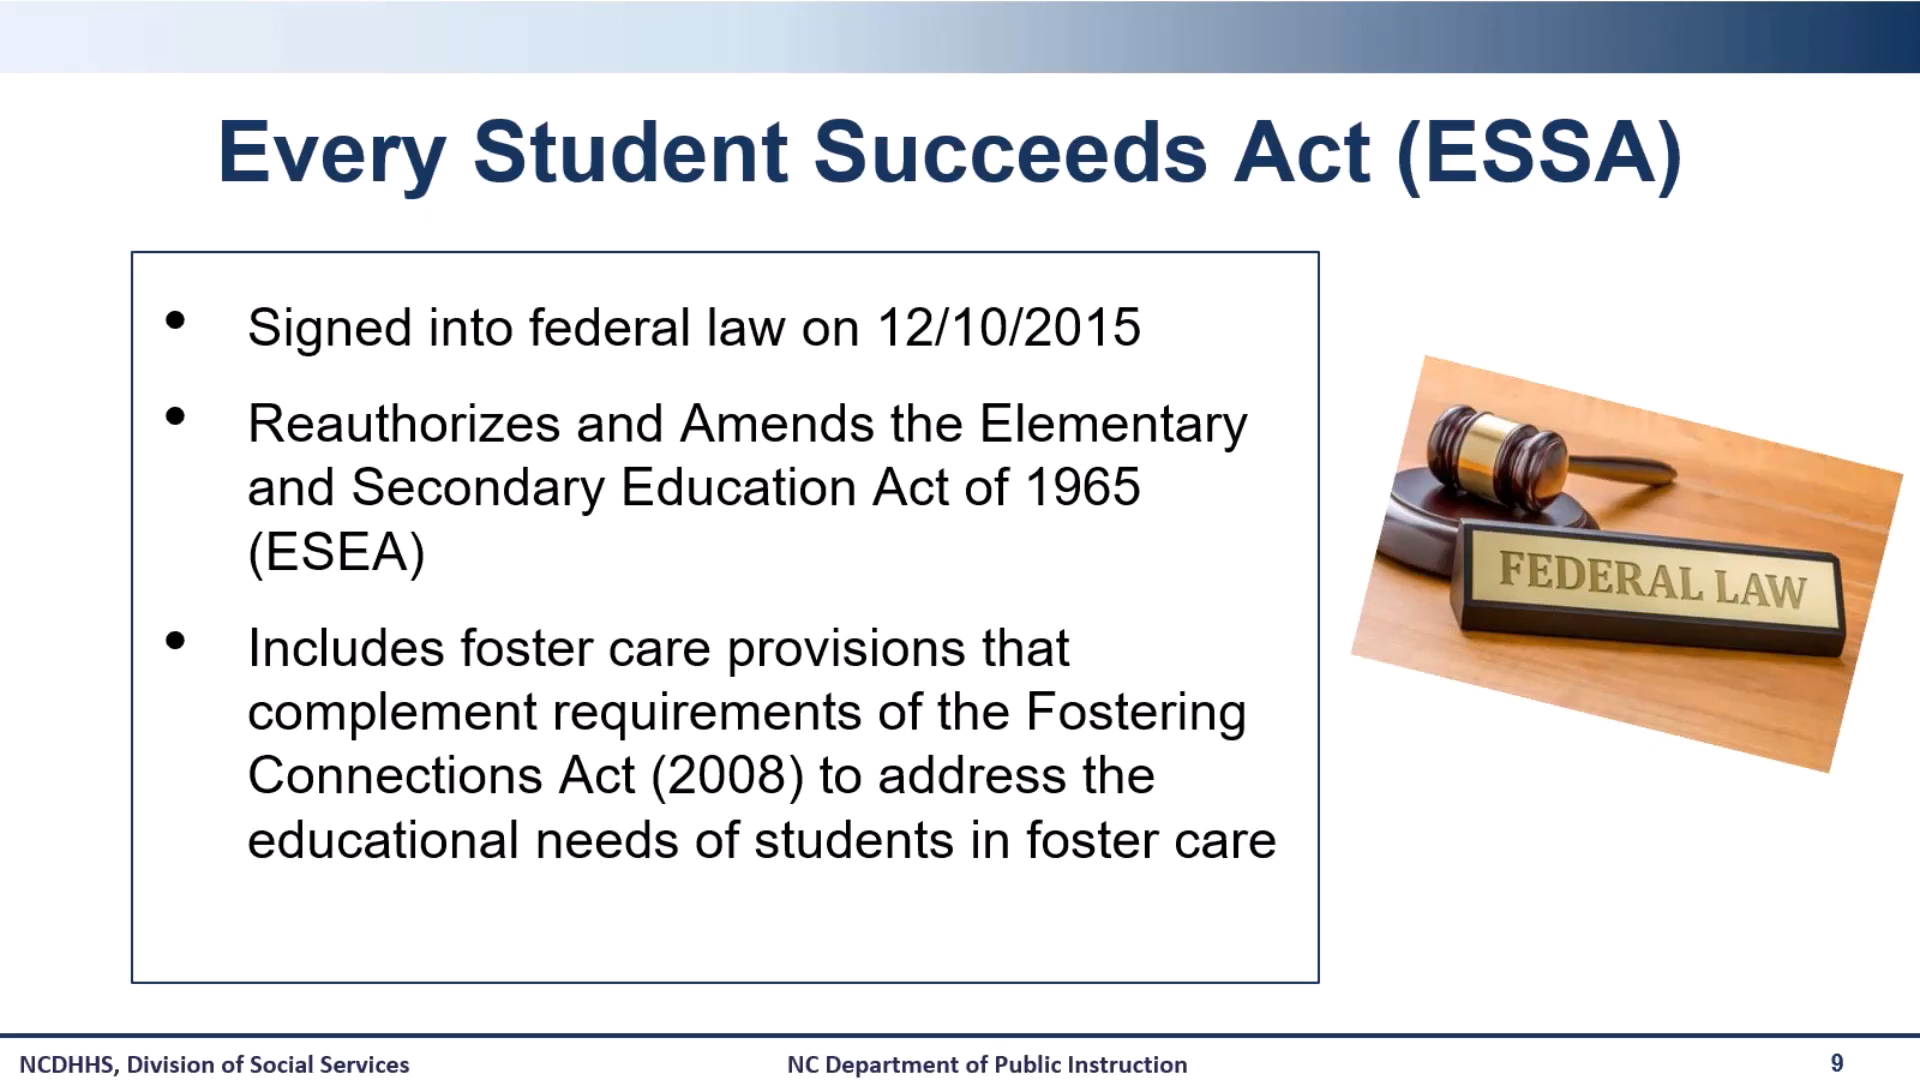 Every Student Succeeds Act (ESSA)
• Signed into federal law on 12/10/2015
• Reauthorizes and Amends the Elementary
and Secondary Education Act of 1965
(ESEA)
• Includes foster care provisions that
complement requirements of the Fostering
Connections Act (2008) to address the
educational needs of students in foster care
FEDERAL LAW
NCDHHS, Division of Social Services
NC Department of Public Instruction
9